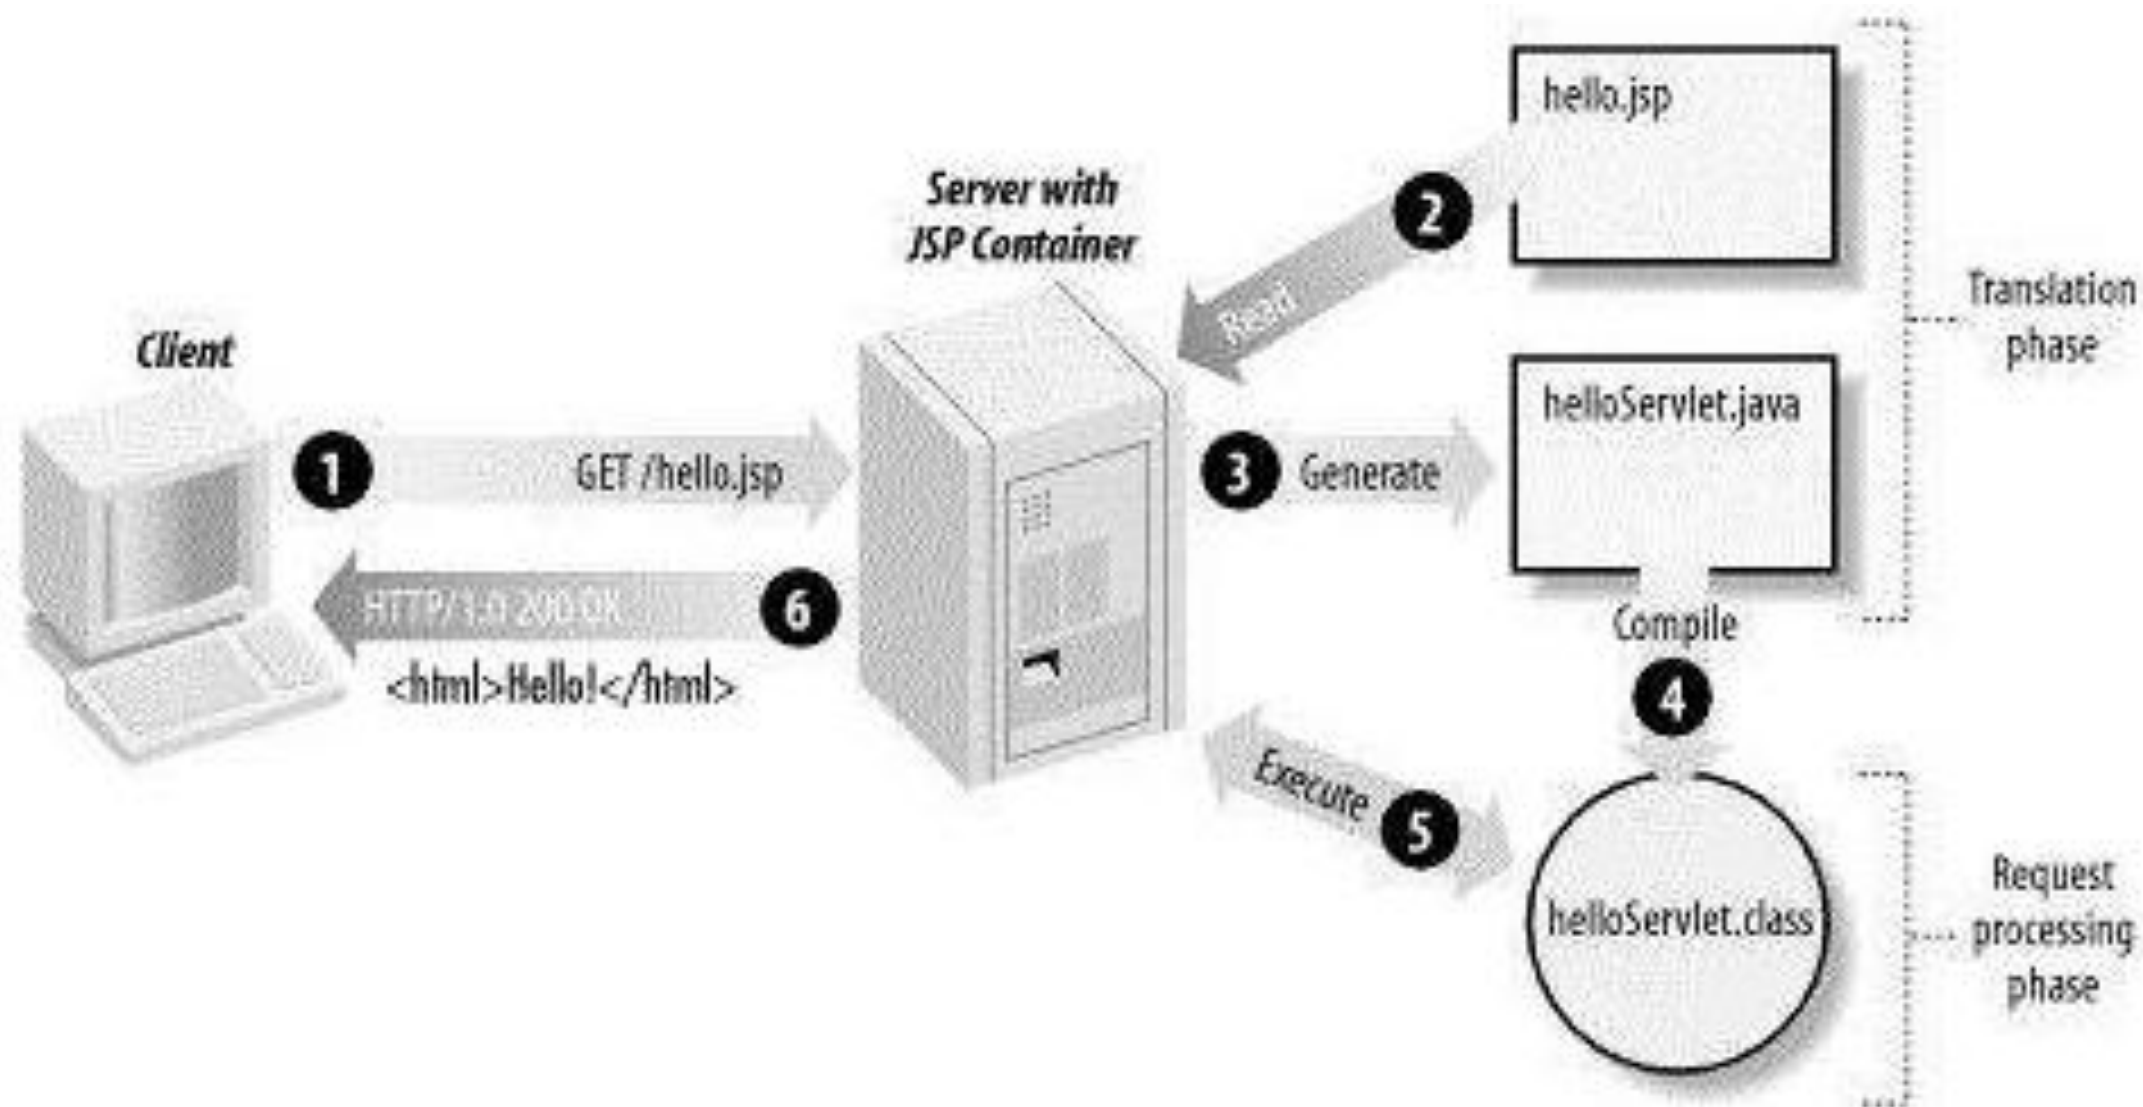 hello.jsp
Server with
JSP Container
2
Read
Translation
phase
Client
helloServlet.java
1
GET /hello.jsp
3
Generate
6
HTTP/1.0 200 OK
<html>Hello!</html>
Compile
4
Execute
5
helloServlet.class
Request
processing
phase